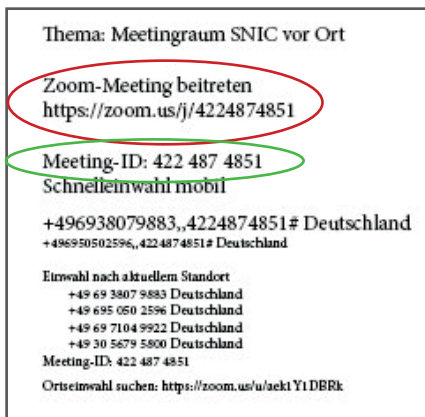 Thema: Meetingraum SNIC vor Ort
Zoom-Meeting beitreten
https://zoom.us/j/4224874851
Meeting-ID: 422 487 4851
Schnelleinwahl mobil
+496938079883,,4224874851# Deutschland
+496950502596,,4224874851# Deutschland
Einwahl nach aktuellem Standort
+49 69 3807 9883 Deutschland
+49 695 050 2596 Deutschland
+49 69 7104 9922 Deutschland
+49 30 5679 5800 Deutschland
Meeting-ID: 422 487 4851
Ortseinwahl suchen: https://zoom.us/u/aek1Y1DBRk